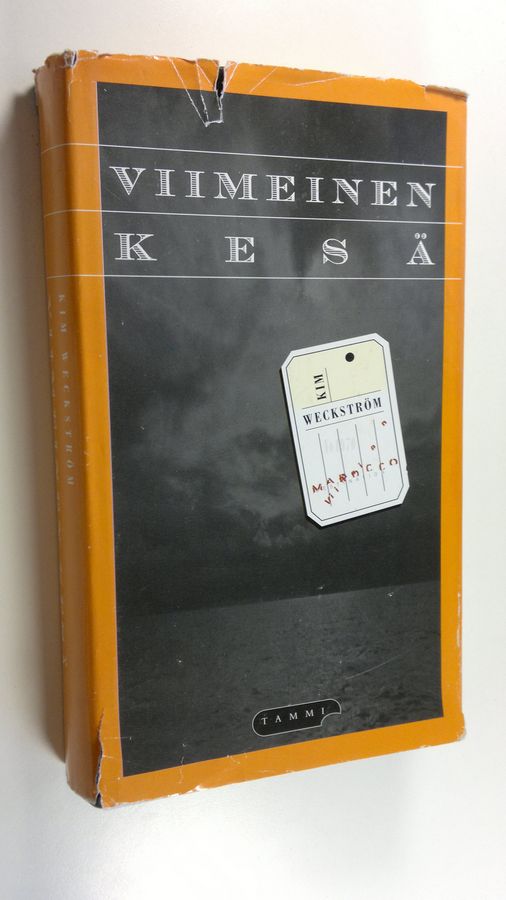 VIIMEINEN
KESÄ
KIM
WECKSTRÖM
MAROCCO
TAMMI
KIM WECKSTRÖM